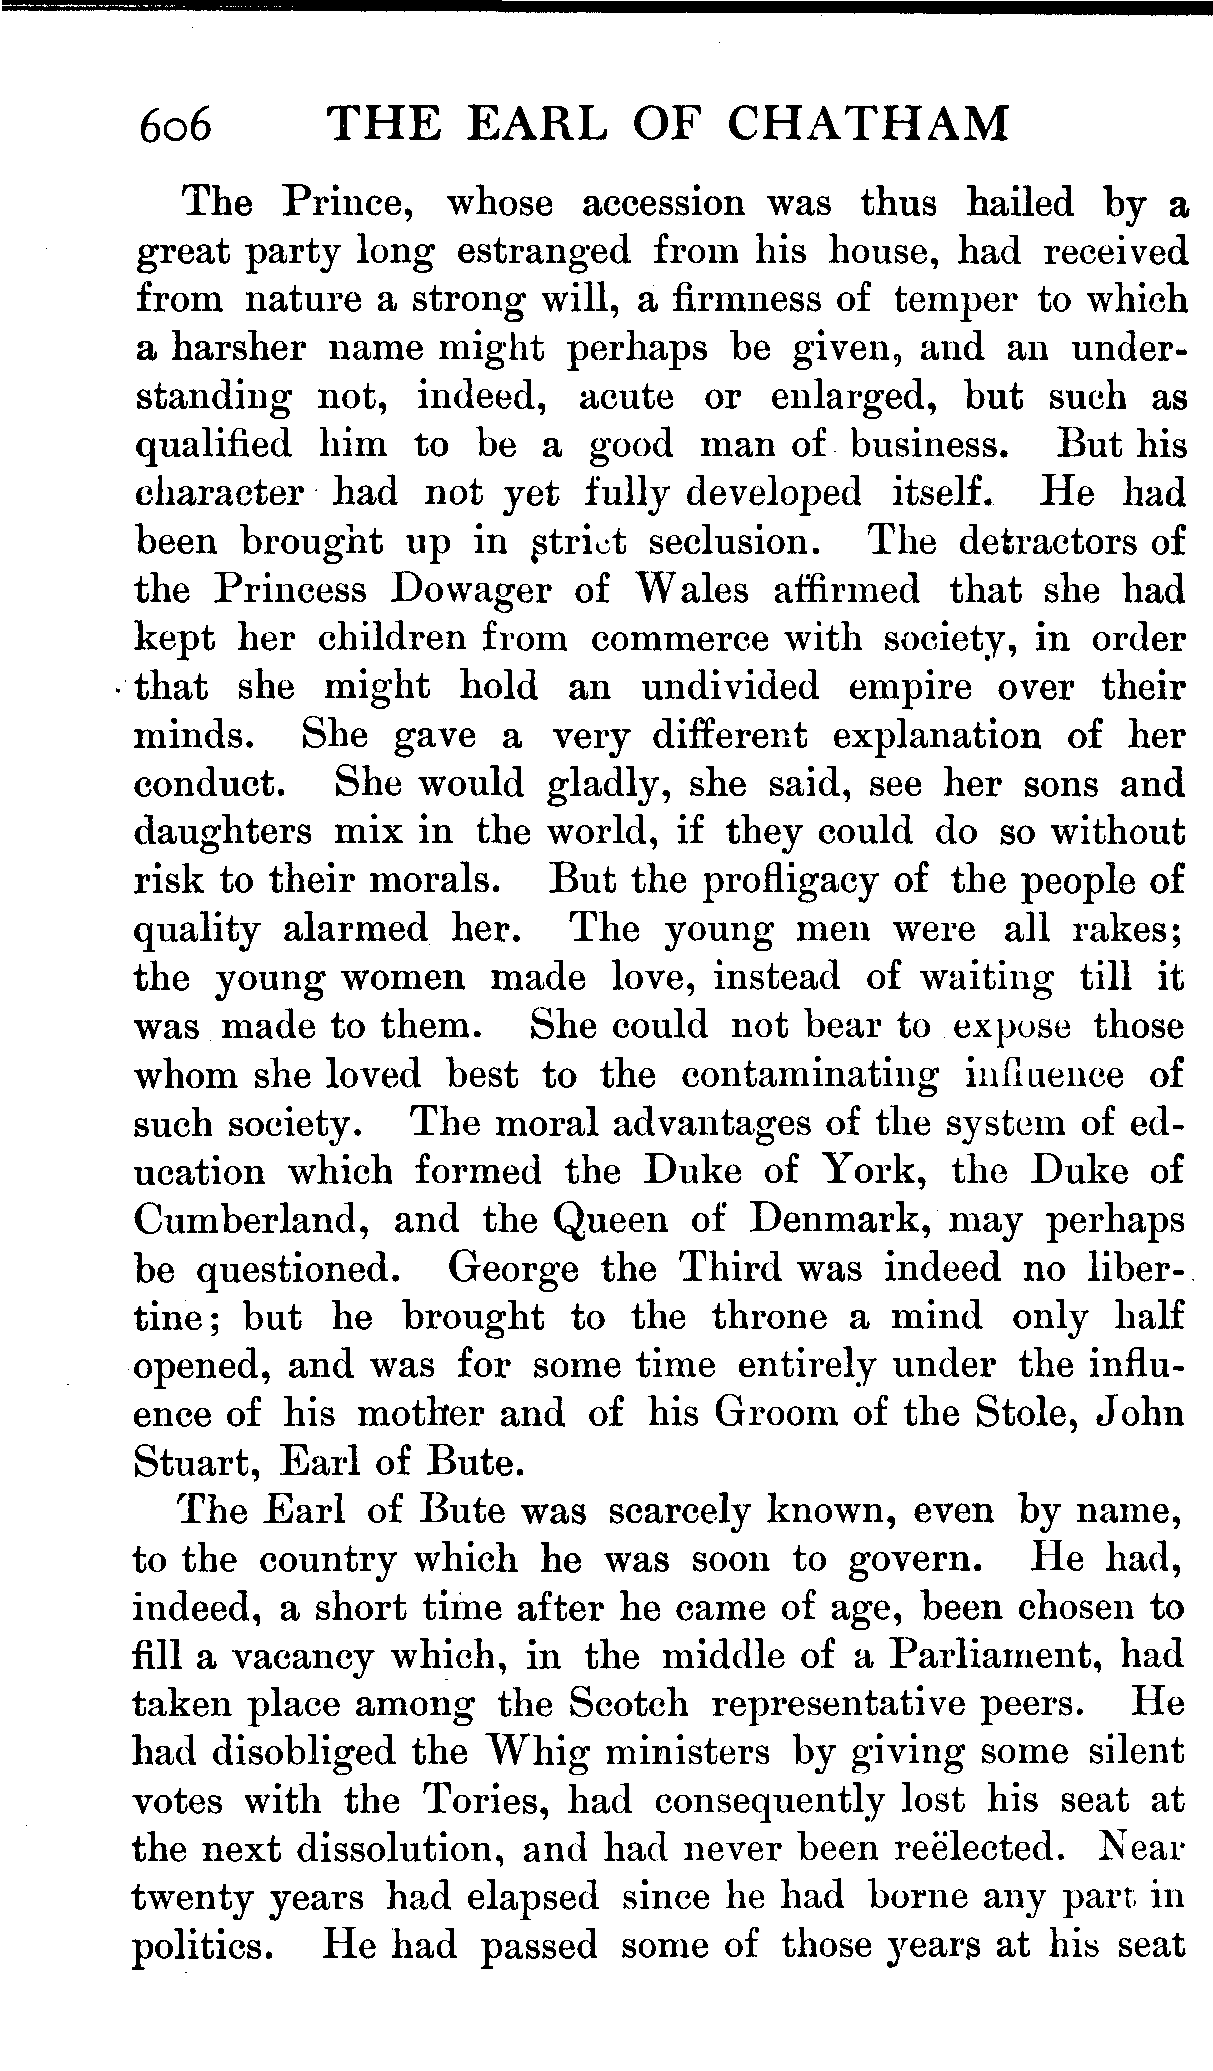 606 THE EARL OF CHATHAM
The Prince, whose accession was thus hailed by a
great party long estranged from his house, had received
from nature a strong will, a firmness of temper to which
a harsher name might perhaps be given, and an under-
standing not, indeed, acute or enlarged, but such as
qualified him to be a good man of business. But his
character had not yet fully developed itself. He had
been brought up in strict seclusion. The detractors of
the Princess Dowager of Wales affirmed that she had
kept her children from commerce with society, in order
that she might hold an undivided empire over their
minds. She gave a very different explanation of her
conduct. She would gladly, she said, see her sons and
daughters mix in the world, if they could do so without
risk to their morals. But the profligacy of the people of
quality alarmed her. The young men were all rakes;
the young women made love, instead of waiting till it
was made to them. She could not bear to expose those
whom she loved best to the contaminating influence of
such society. The moral advantages of the system of ed-
ucation which formed the Duke of York, the Duke of
Cumberland, and the Queen of Denmark, may perhaps
be questioned. George the Third was indeed no liber-
tine; but he brought to the throne a mind only half
opened, and was for some time entirely under the influ-
ence of his mother and of his Groom of the Stole, John
Stuart, Earl of Bute.
The Earl of Bute was scarcely known, even by name,
to the country which he was soon to govern. He had,
indeed, a short time after he came of age, been chosen to
fill a vacancy which, in the middle of a Parliament, had
taken place among the Scotch representative peers. He
had disobliged the Whig ministers by giving some silent
votes with the Tories, had consequently lost his seat at
the next dissolution, and had never been reëlected. Near
twenty years had elapsed since he had borne any part in
politics. He had passed some of those years at his seat